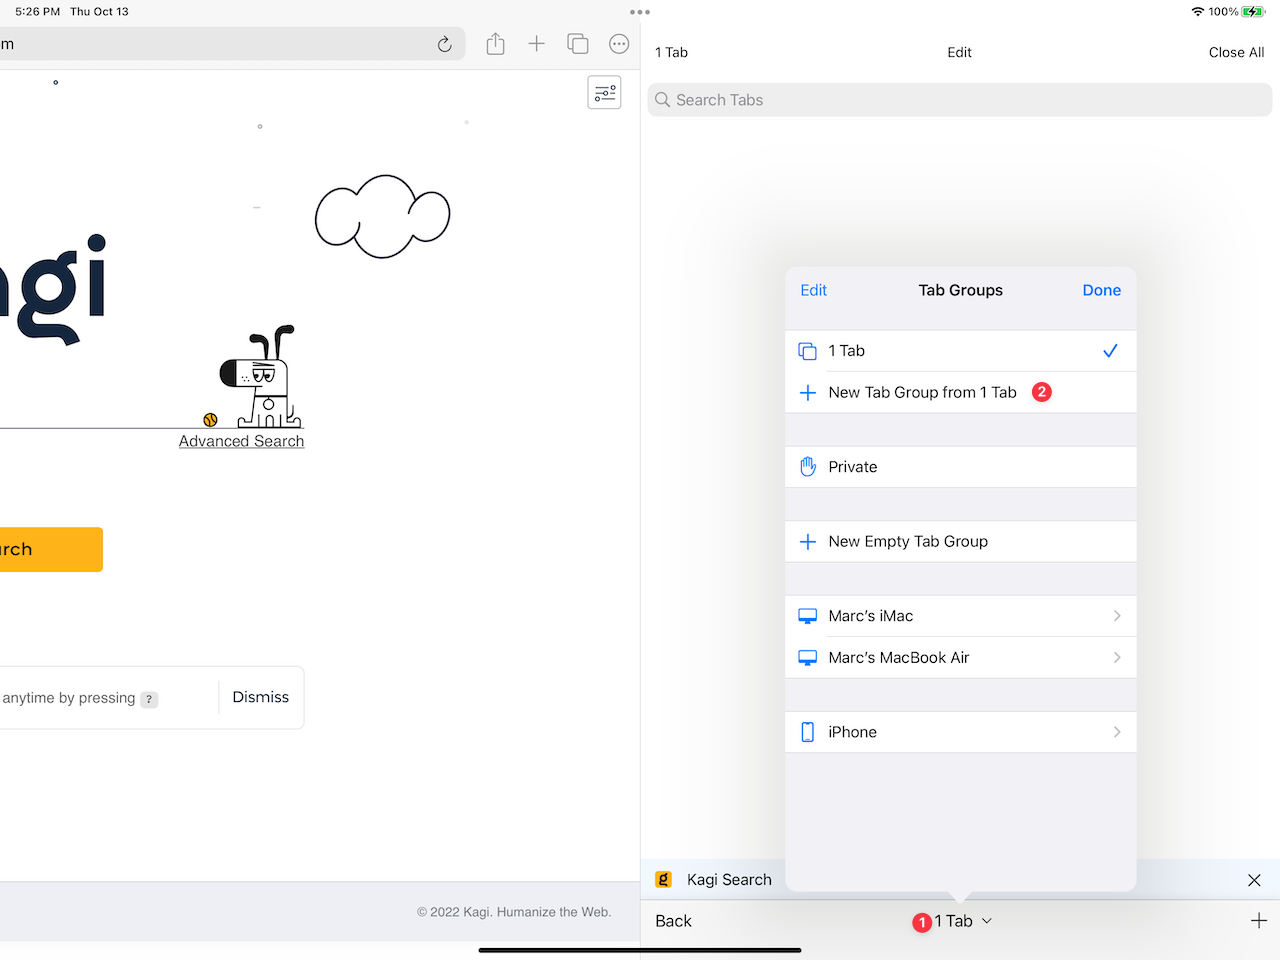 5:26 PM Thu Oct 13
100%
m
gi
Advanced Search
rch
anytime by pressing ?
Dismiss
© 2022 Kagi. Humanize the Web.
1 Tab
Edit
Close All
Search Tabs
Edit
Tab Groups
Done
1 Tab
New Tab Group from 1 Tab 2
Private
New Empty Tab Group
Marc's iMac
Marc's MacBook Air
iPhone
g Kagi Search
Back
1 1 Tab